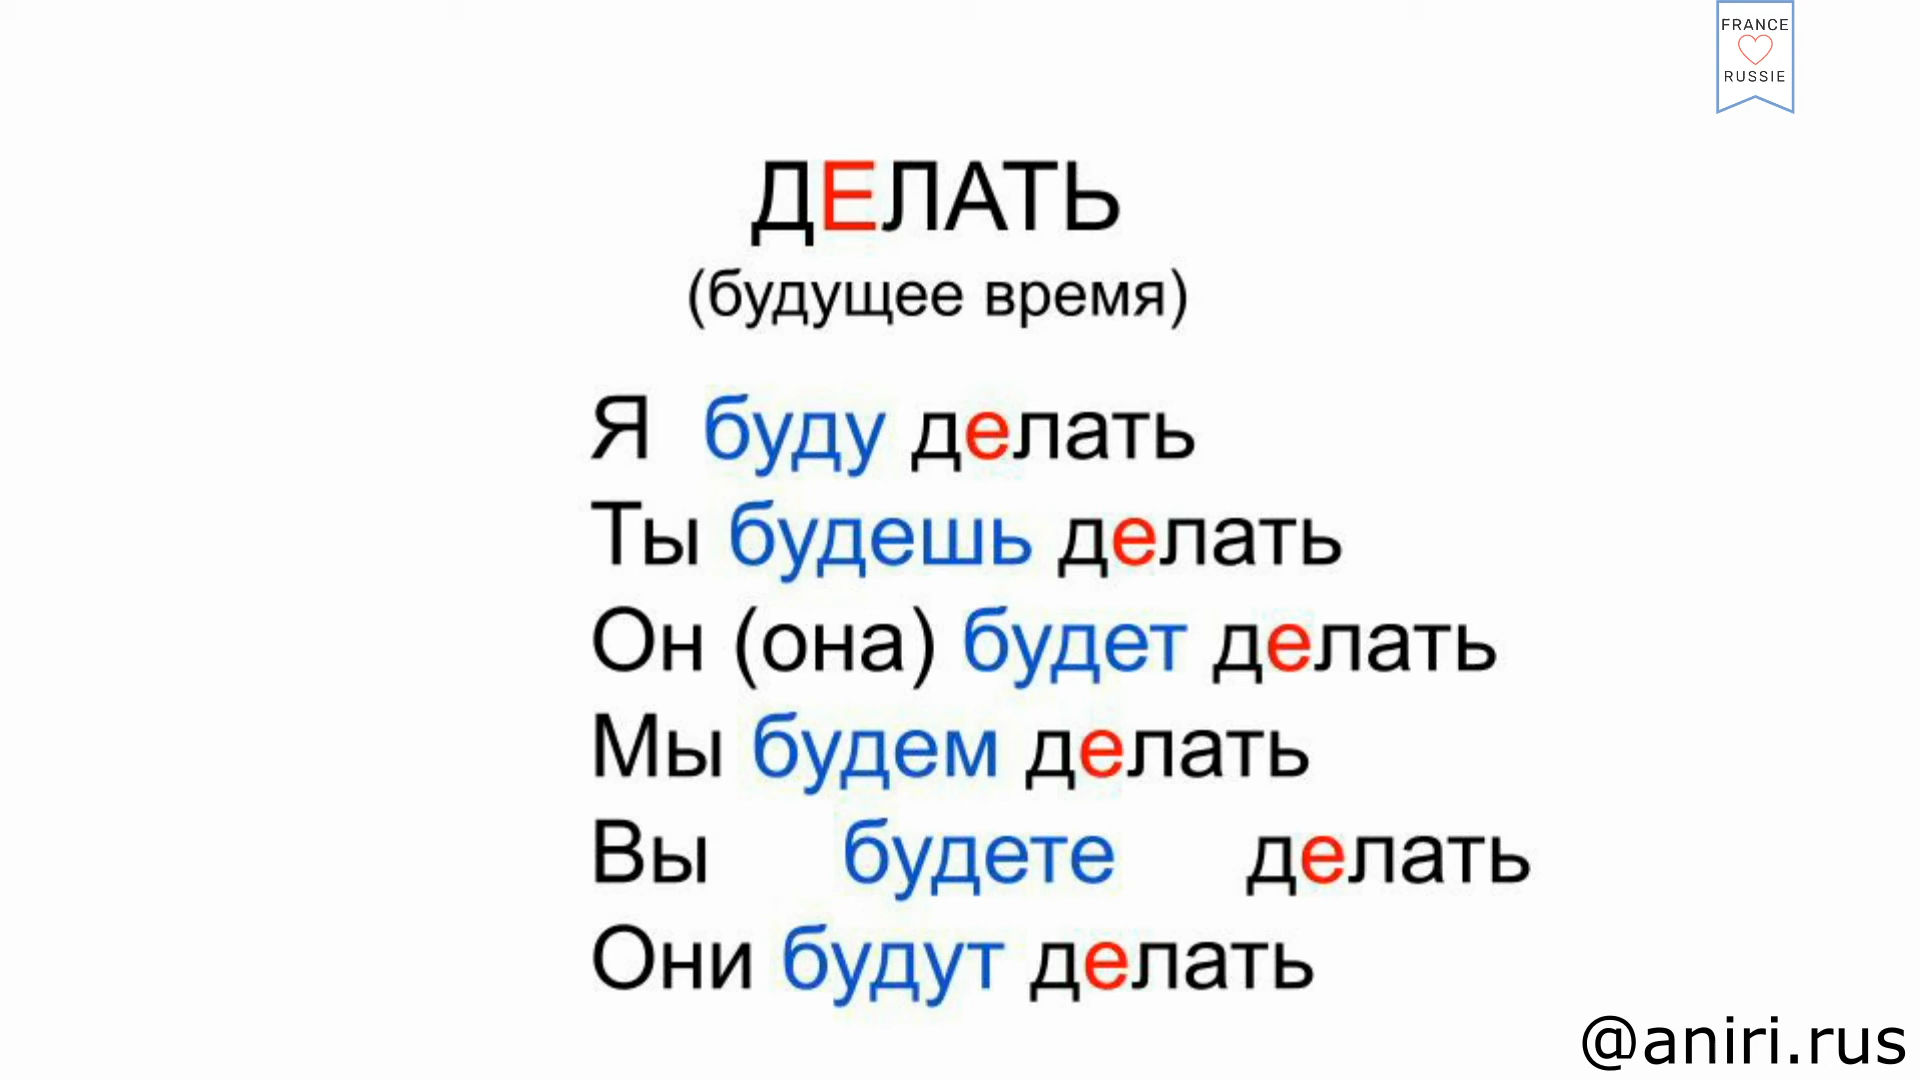 FRANCE
RUSSIE
ДЕЛАТЬ
(будущее время)
Я буду делать
Ты будешь делать
Он (она) будет делать
Мы будем делать
Вы будете делать
Они будут делать
@aniri.rus